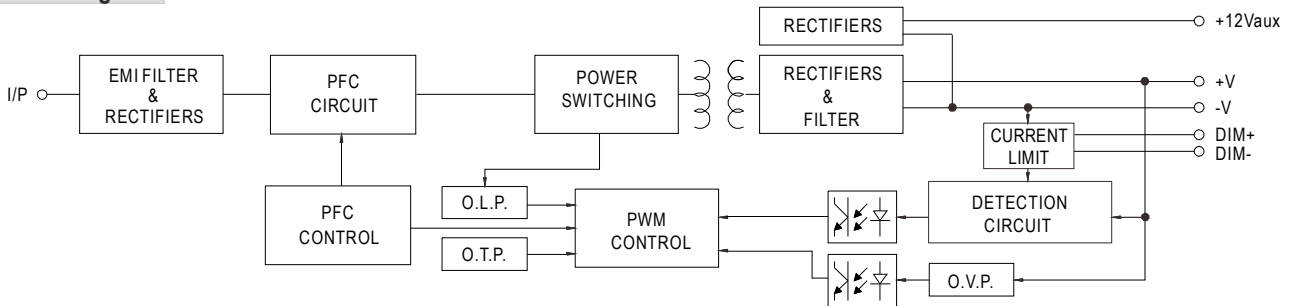 RECTIFIERS
+12Vaux
I/P
EMI FILTER
&
RECTIFIERS
PFC
CIRCUIT
POWER
SWITCHING
RECTIFIERS
&
FILTER
+V
-V
CURRENT
LIMIT
DIM+
DIM-
PFC
CONTROL
O.L.P.
O.T.P.
PWM
CONTROL
DETECTION
CIRCUIT
O.V.P.